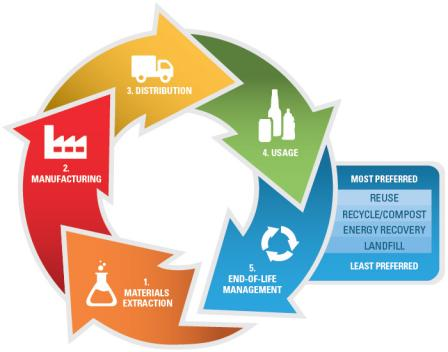 3. DISTRIBUTION
4. USAGE
2.
MANUFACTURING
MOST PREFERRED
REUSE
RECYCLE/COMPOST
ENERGY RECOVERY
LANDFILL
LEAST PREFERRED
5.
END-OF-LIFE
MANAGEMENT
1.
MATERIALS
EXTRACTION